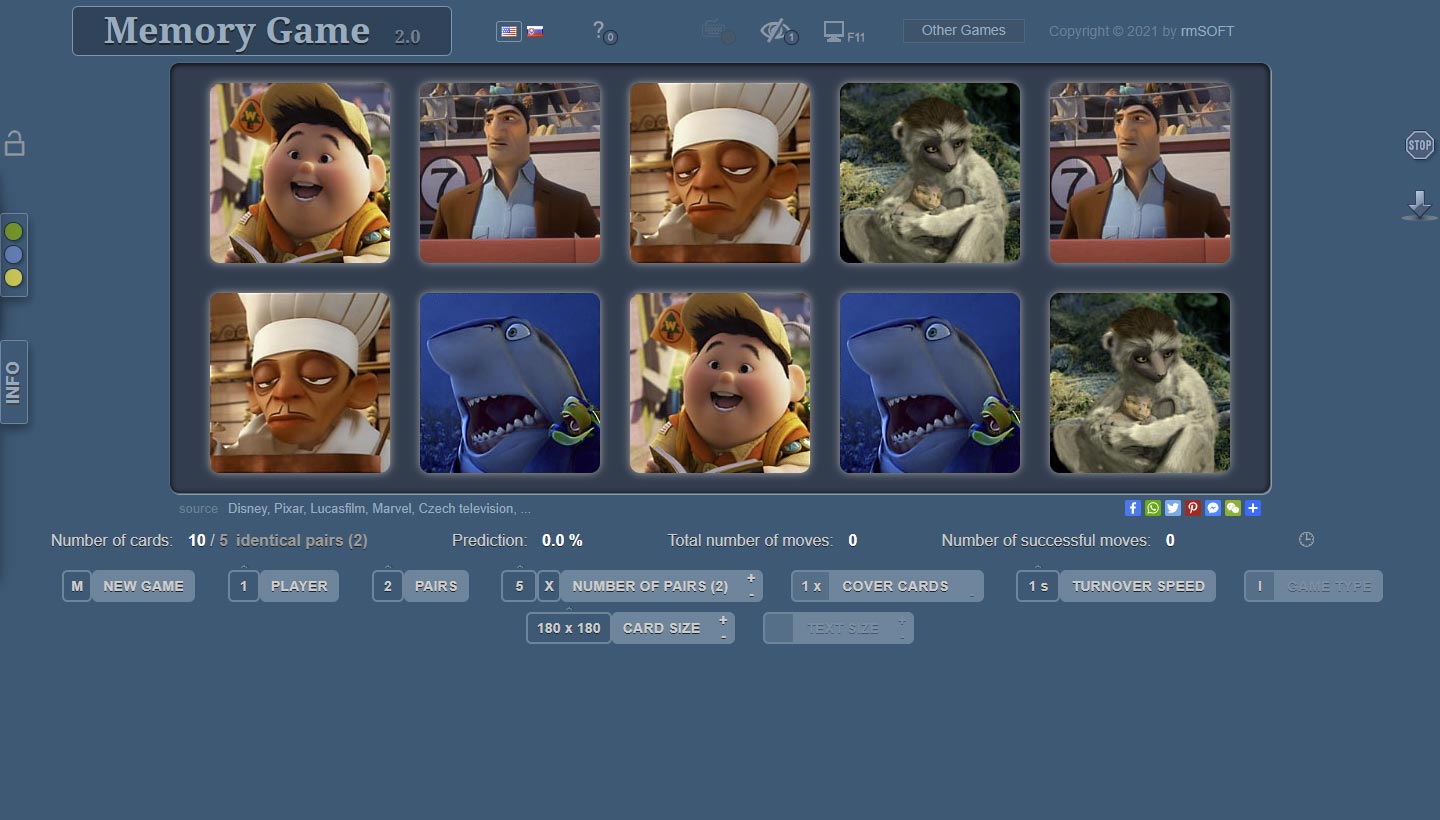 Memory Game 2.0
? 0
1
F11
Other Games
Copyright © 2021 by rmSOFT
STOP
W
7
7
INFO
W
source Disney, Pixar, Lucasfilm, Marvel, Czech television, ...
Number of cards: 10 / 5 identical pairs (2)
Prediction: 0.0 %
Total number of moves: 0
Number of successful moves: 0
M NEW GAME
1 PLAYER
2 PAIRS
5 X NUMBER OF PAIRS (2) + -
1 x COVER CARDS -
1 s TURNOVER SPEED
I GAME TYPE
180 x 180 CARD SIZE + -
TEXT SIZE + -